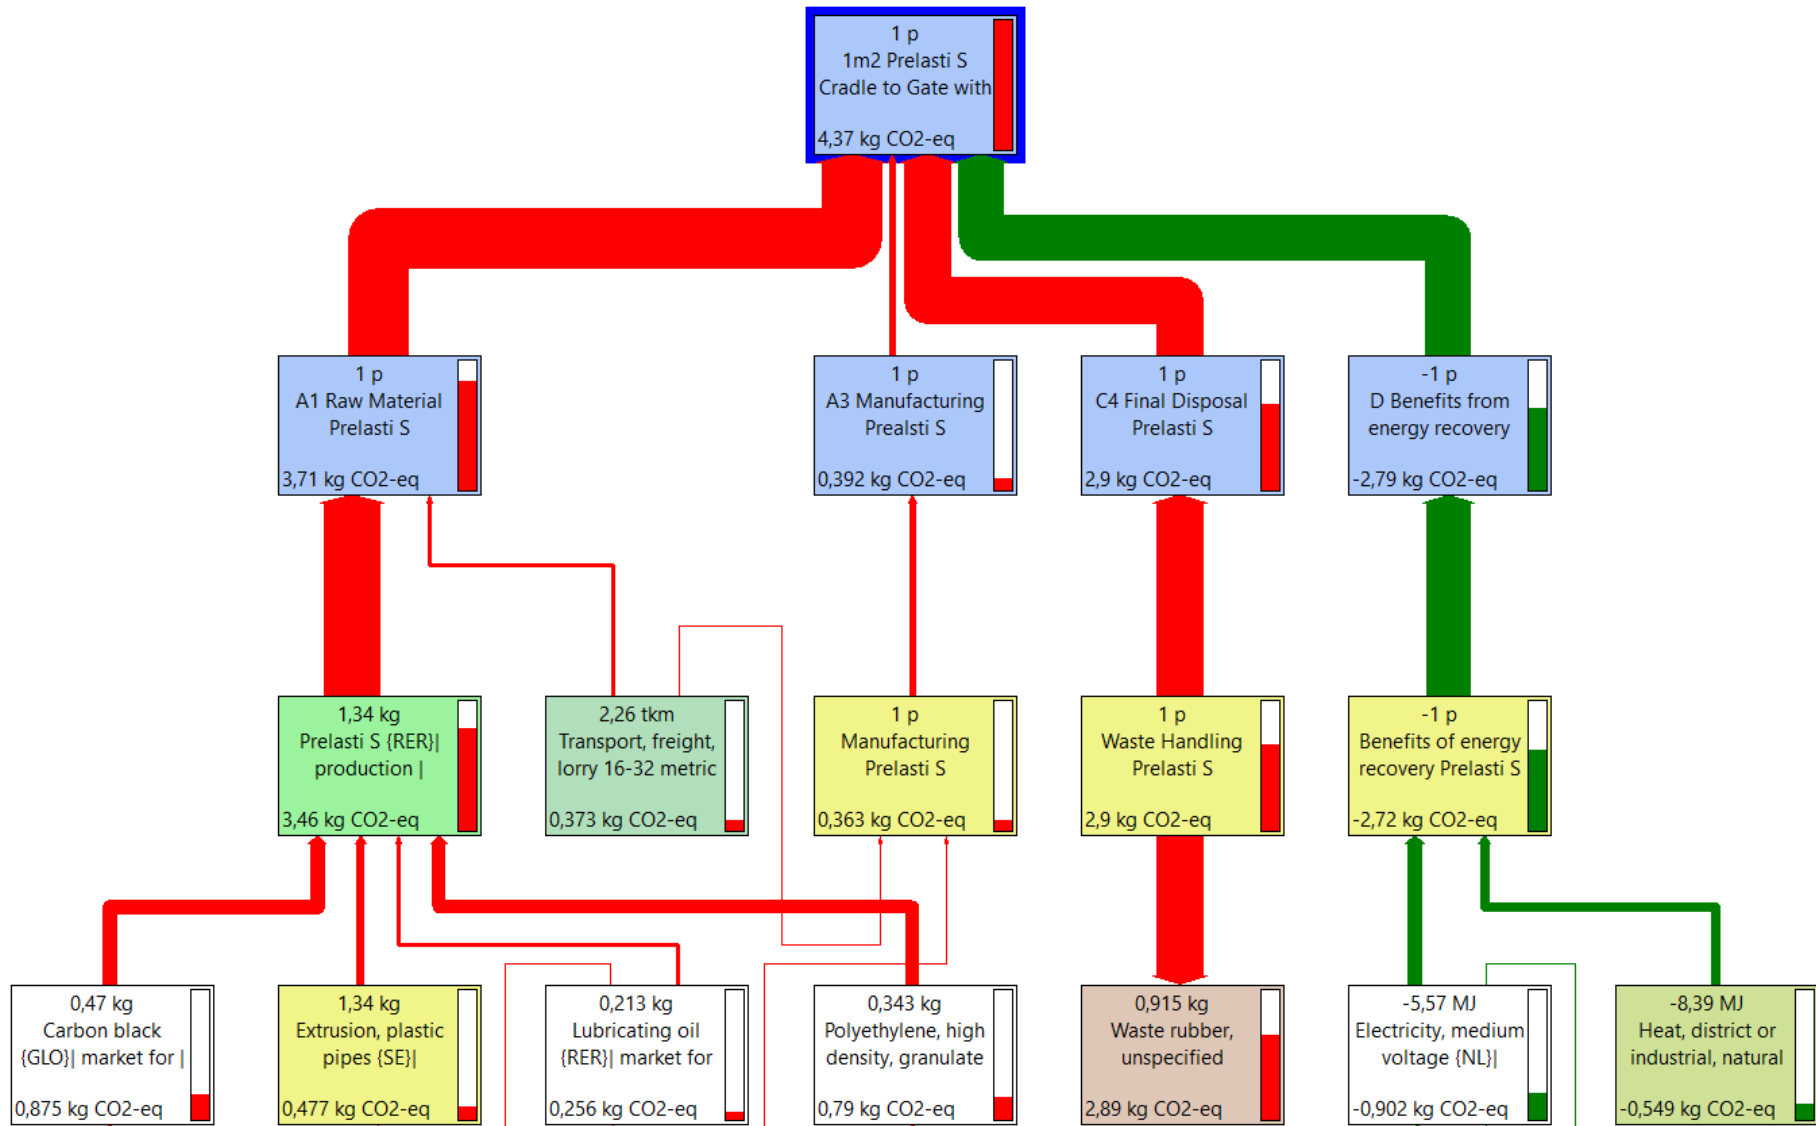 1 p
1m2 Prelasti S
Cradle to Gate with
4,37 kg CO2-eq
1 p
A1 Raw Material
Prelasti S
3,71 kg CO2-eq
1 p
A3 Manufacturing
Prealsti S
0,392 kg CO2-eq
1 p
C4 Final Disposal
Prelasti S
2,9 kg CO2-eq
-1 p
D Benefits from
energy recovery
-2,79 kg CO2-eq
1,34 kg
Prelasti S {RER}|
production |
3,46 kg CO2-eq
2,26 tkm
Transport, freight,
lorry 16-32 metric
0,373 kg CO2-eq
1 p
Manufacturing
Prelasti S
0,363 kg CO2-eq
1 p
Waste Handling
Prelasti S
2,9 kg CO2-eq
-1 p
Benefits of energy
recovery Prelasti S
-2,72 kg CO2-eq
0,47 kg
Carbon black
{GLO}| market for |
0,875 kg CO2-eq
1,34 kg
Extrusion, plastic
pipes {SE}|
0,477 kg CO2-eq
0,213 kg
Lubricating oil
{RER}| market for
0,256 kg CO2-eq
0,343 kg
Polyethylene, high
density, granulate
0,79 kg CO2-eq
0,915 kg
Waste rubber,
unspecified
2,89 kg CO2-eq
-5,57 MJ
Electricity, medium
voltage {NL}|
-0,902 kg CO2-eq
-8,39 MJ
Heat, district or
industrial, natural
-0,549 kg CO2-eq